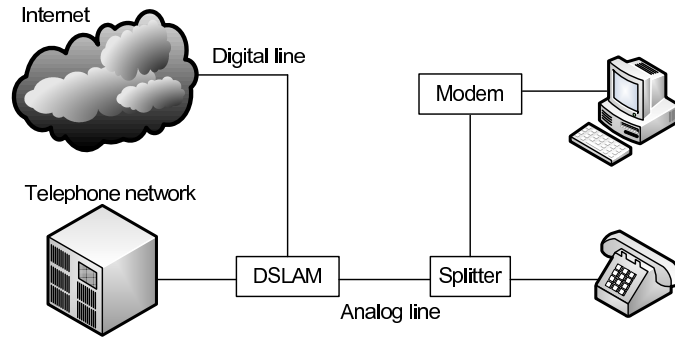 Internet
Digital line
Modem
Telephone network
DSLAM
Splitter
Analog line